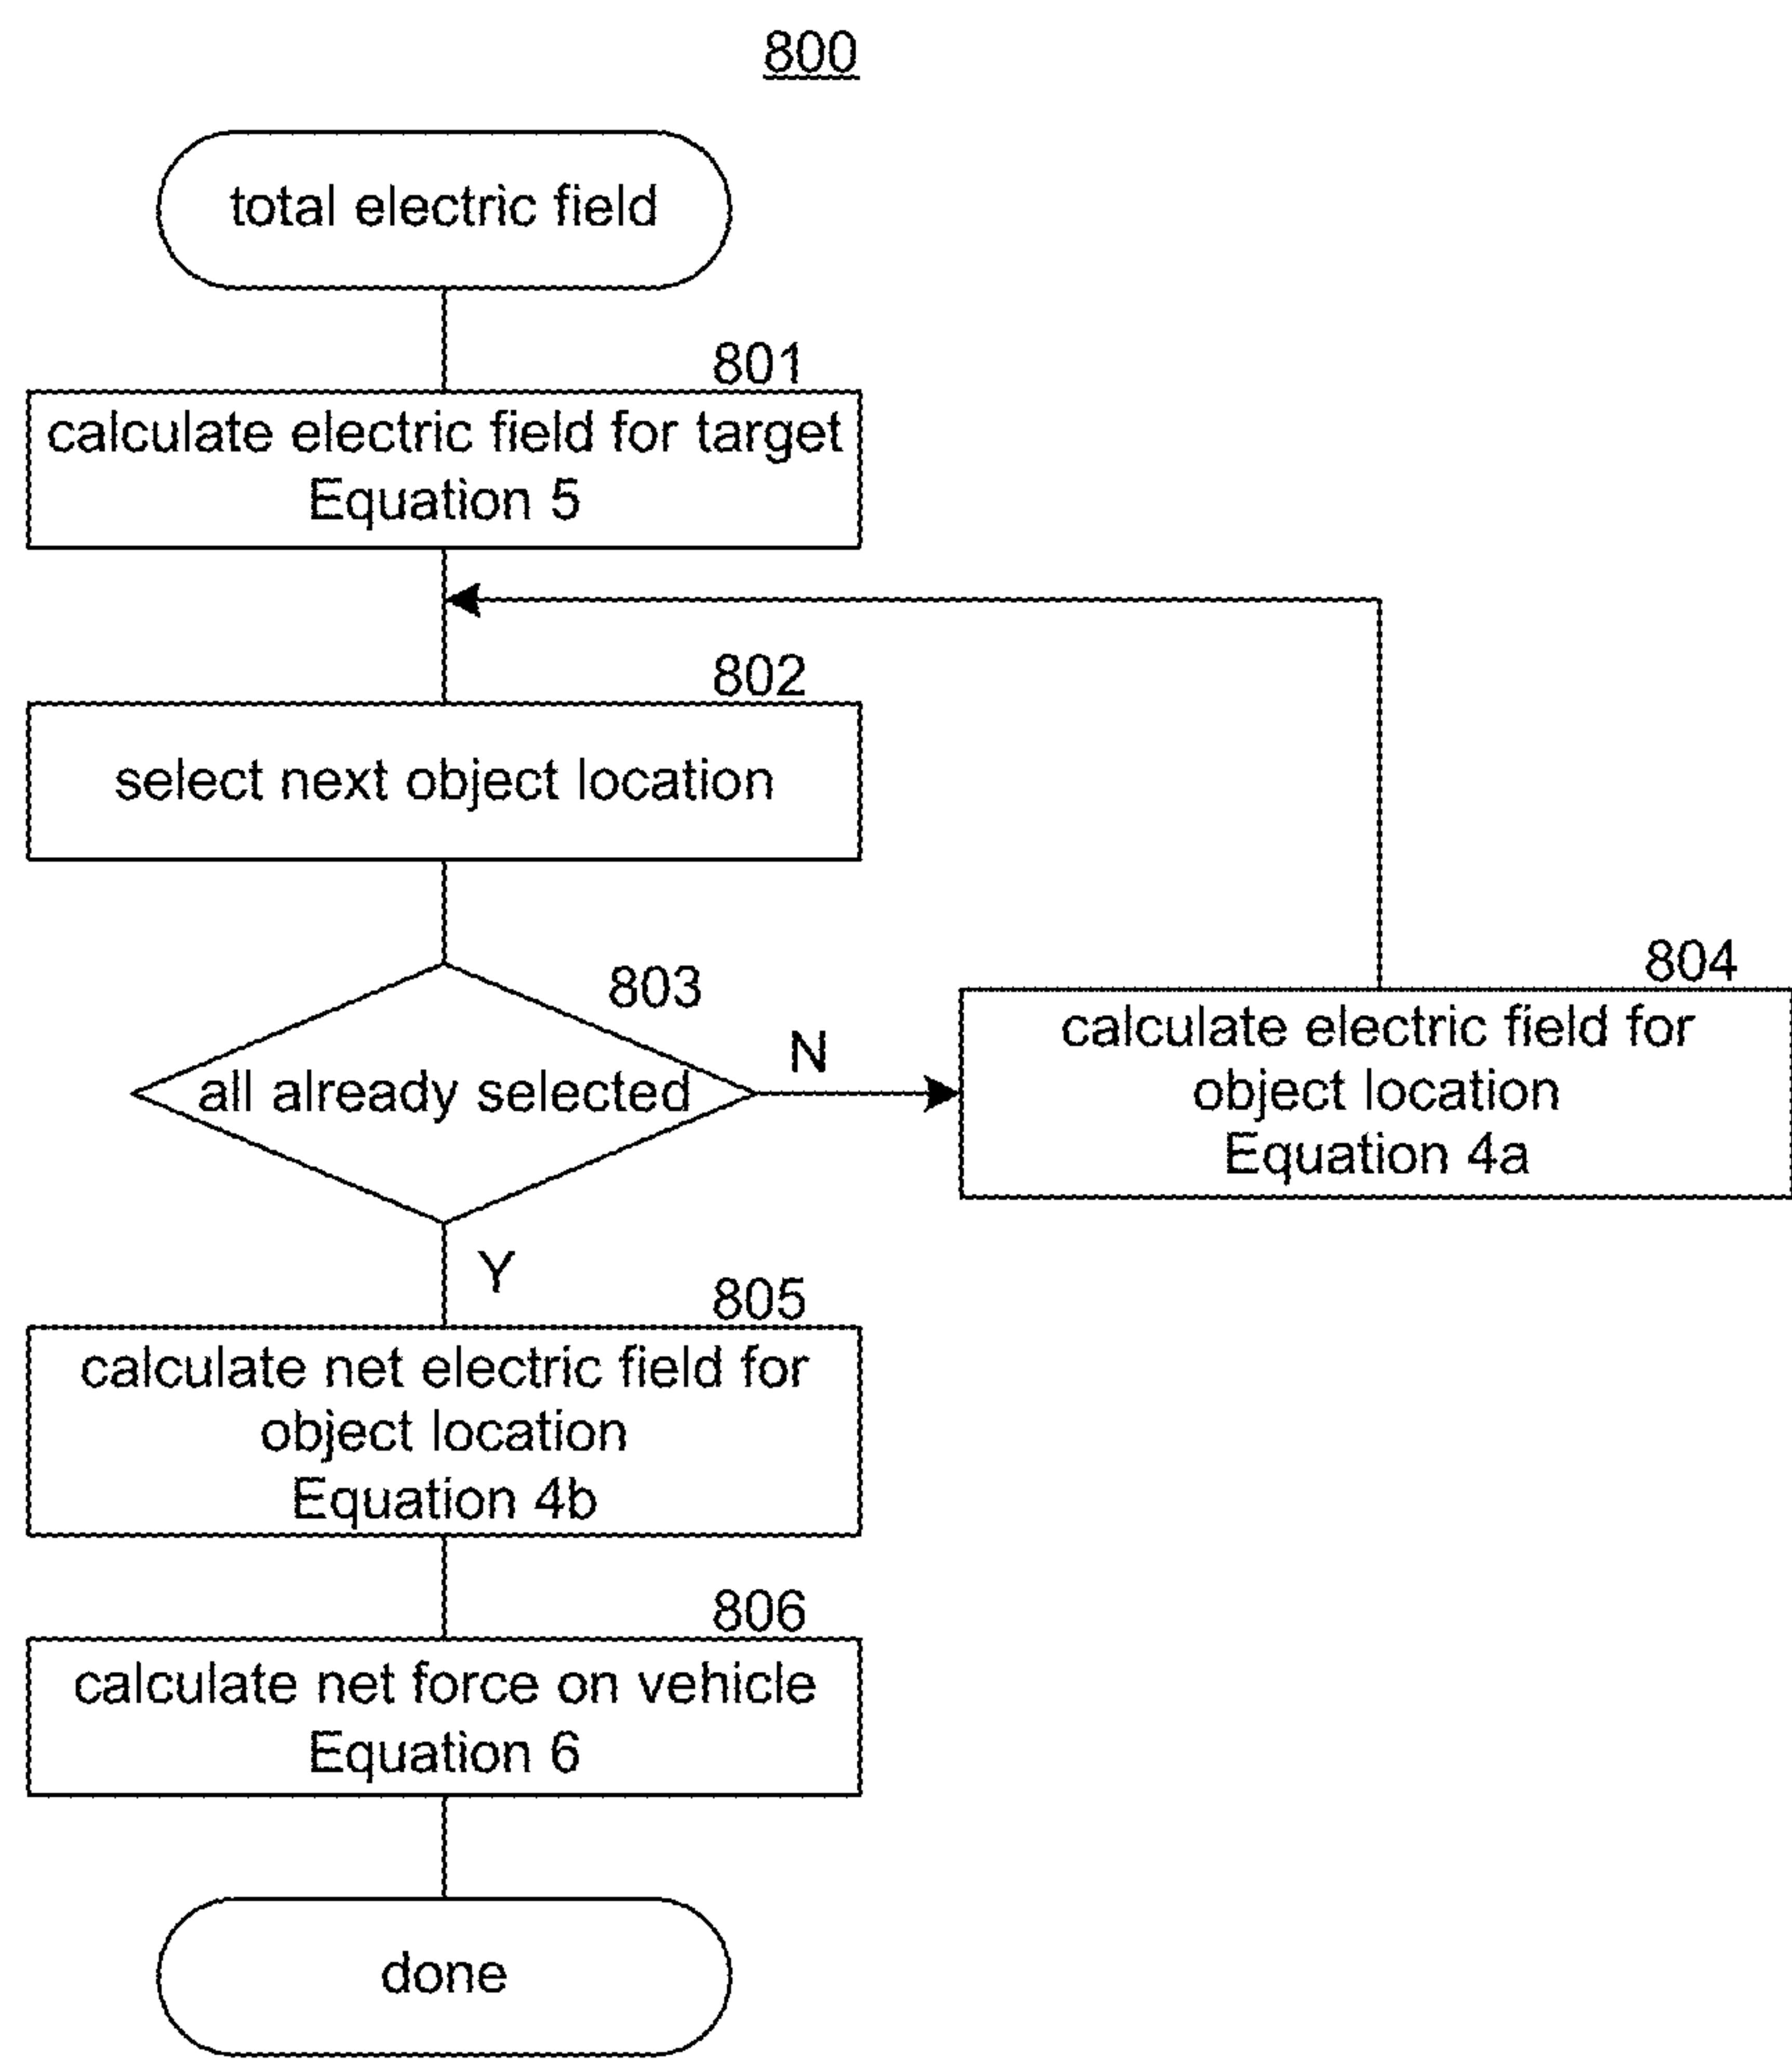 800
total electric field
801
calculate electric field for target
Equation 5
802
select next object location
803
all already selected
N
804
calculate electric field for
object location
Equation 4a
Y
805
calculate net electric field for
object location
Equation 4b
806
calculate net force on vehicle
Equation 6
done